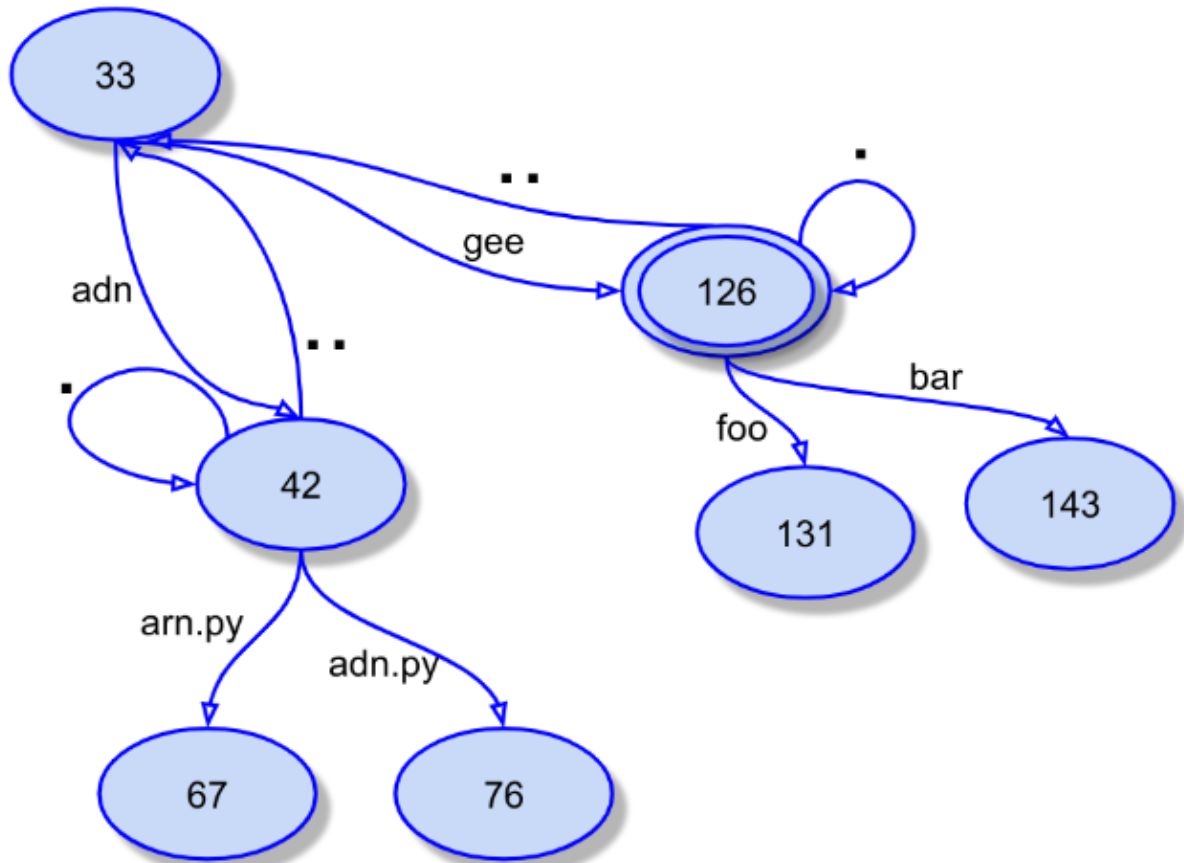 33
.
..
gee
126
adn
..
.
bar
foo
42
143
131
arn.py
adn.py
67
76